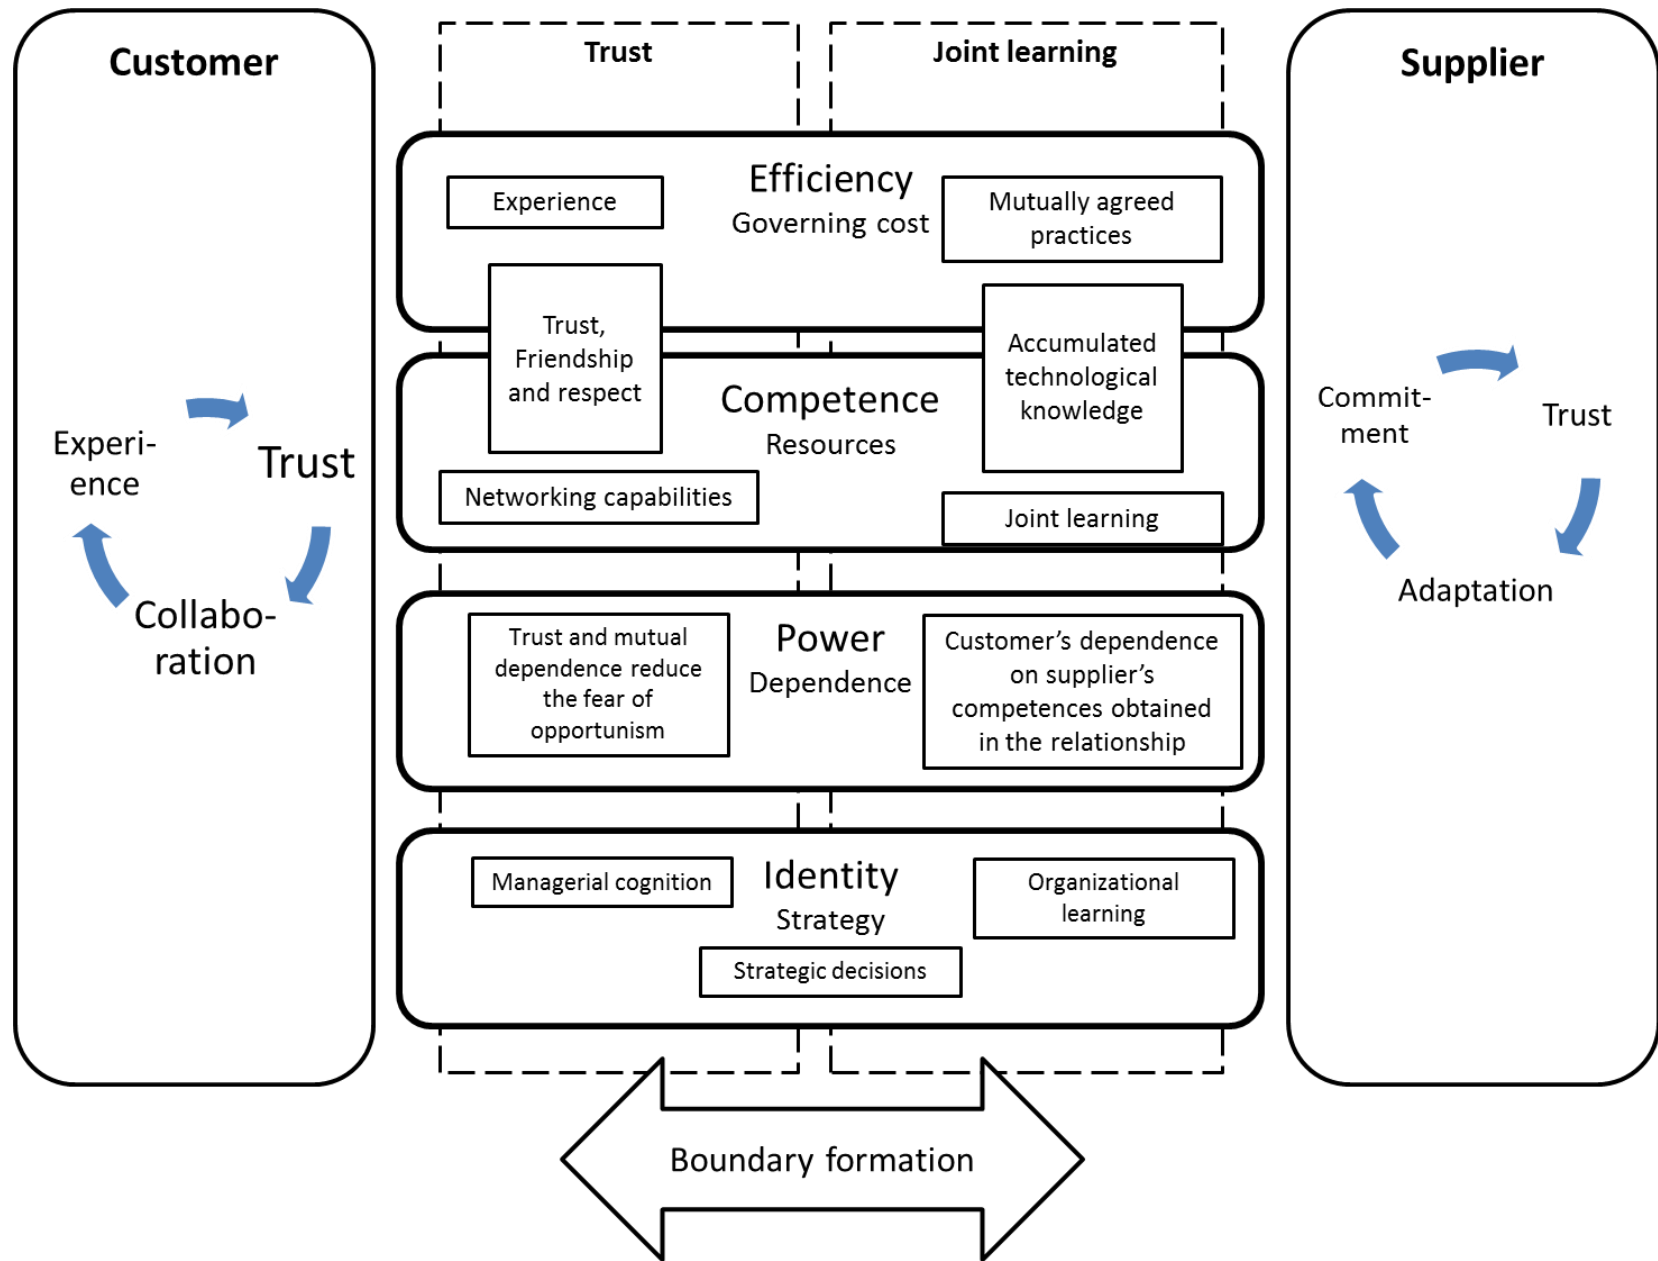 Customer
Trust
Joint learning
Supplier
Efficiency
Governing cost
Experience
Mutually agreed
practices
Trust,
Friendship
and respect
Accumulated
technological
knowledge
Competence
Resources
Networking capabilities
Joint learning
Experi-
ence
Trust
Collabo-
ration
Commit-
ment
Trust
Adaptation
Power
Dependence
Trust and mutual
dependence reduce
the fear of
opportunism
Customer’s dependence
on supplier’s
competences obtained
in the relationship
Identity
Strategy
Managerial cognition
Organizational
learning
Strategic decisions
Boundary formation